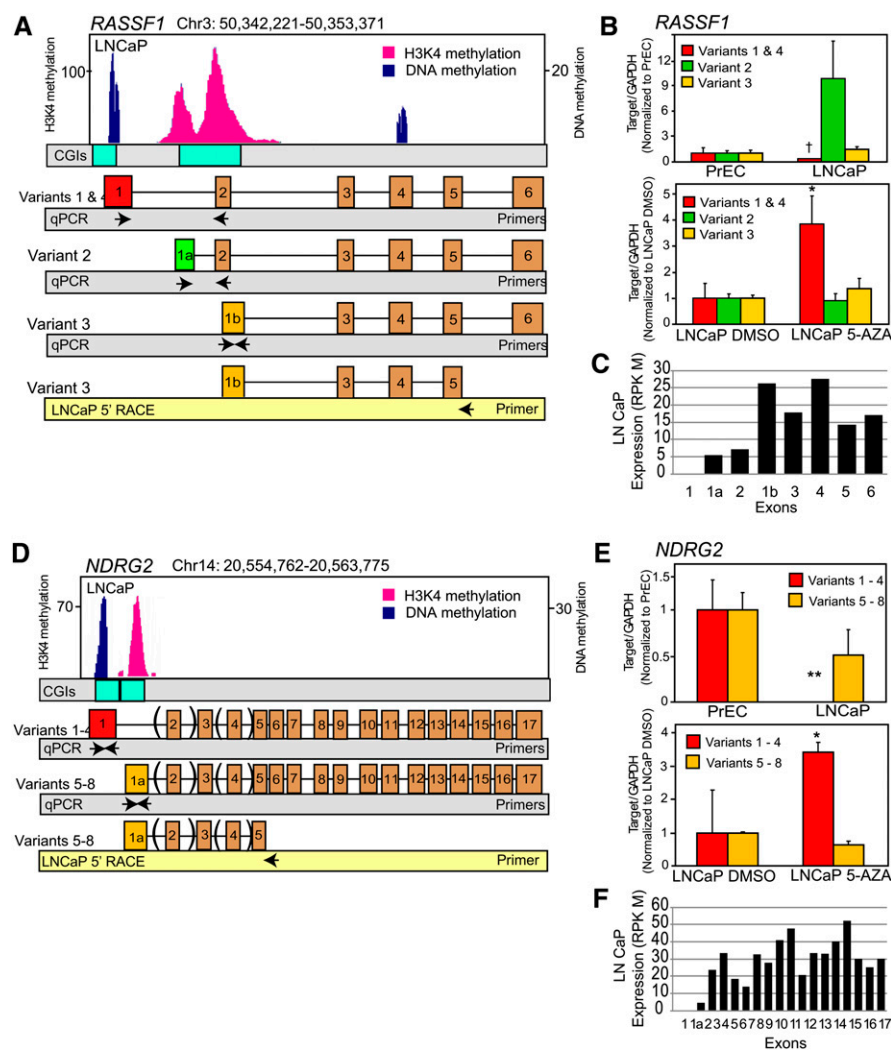 A
RASSF1 Chr3: 50,342,221-50,353,371
LNCaP
H3K4 methylation
DNA methylation
H3K4 methylation
100
20
DNA methylation
CGIs
Variants 1 & 4
1 2 3 4 5 6
qPCR Primers
Variant 2
1a 2 3 4 5 6
qPCR Primers
Variant 3
1b 3 4 6
qPCR Primers
Variant 3
1b 3 4 5
LNCaP 5' RACE Primer
B
RASSF1
Target/GAPDH
(Normalized to PrEC)
15
12
9
6
3
0
Variants 1 & 4
Variant 2
Variant 3
†
PrEC LNCaP
Target/GAPDH
(Normalized to LNCaP DMSO)
5
4
3
2
1
0
Variants 1 & 4
Variant 2
Variant 3
*
LNCaP DMSO LNCaP 5-AZA
C
LN CaP
Expression (RPK M)
30
25
20
15
10
5
1 1a 2 1b 3 4 5 6
Exons
D
NDRG2 Chr14: 20,554,762-20,563,775
LNCaP
H3K4 methylation
DNA methylation
H3K4 methylation
70
30
DNA methylation
CGIs
Variants 1-4
1 ( 2 ) 3 ( 4 ) 5 6 7 8 9 10 11 12 13 14 15 16 17
qPCR Primers
Variants 5-8
1a ( 2 ) 3 ( 4 ) 5 6 7 8 9 10 11 12 13 14 15 16 17
qPCR Primers
Variants 5-8
1a ( 2 ) 3 ( 4 ) 5
LNCaP 5' RACE Primer
E
NDRG2
Target/GAPDH
(Normalized to PrEC)
1.5
1
0.5
0
Variants 1 - 4
Variants 5 - 8
**
PrEC LNCaP
Target/GAPDH
(Normalized to LNCaP DMSO)
4
3
2
1
0
Variants 1 - 4
Variants 5 - 8
*
LNCaP DMSO LNCaP 5-AZA
F
LN CaP
Expression (RPK M)
60
50
40
30
20
10
0
1 1a 2 3 4 5 6 7 8 9 10 11 12 13 14 15 16 17
Exons